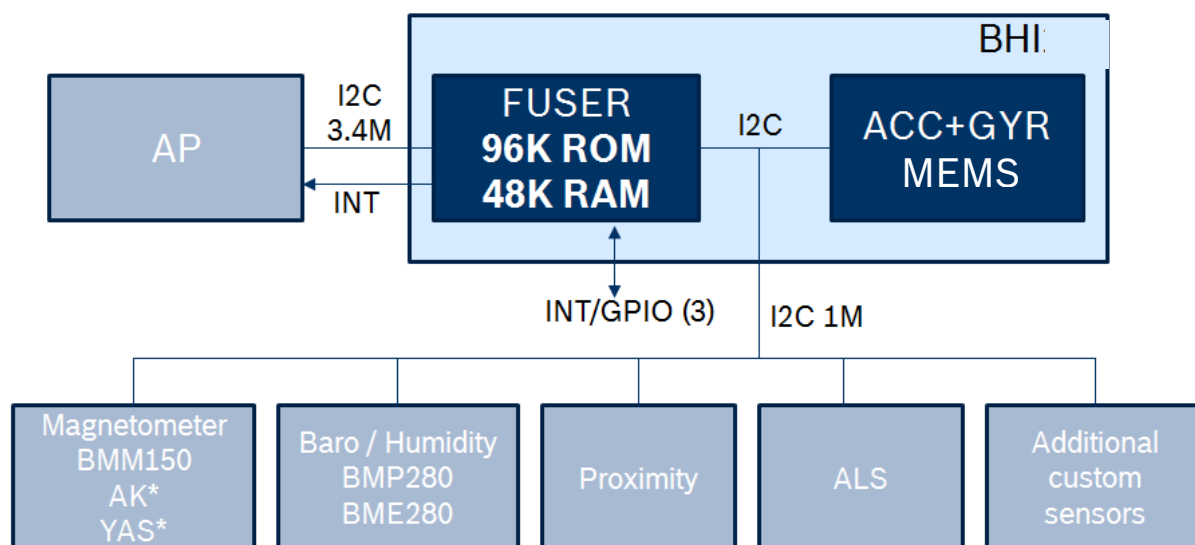 BHI
AP
I2C
3.4M
INT
FUSER
96K ROM
48K RAM
I2C
ACC+GYR
MEMS
INT/GPIO (3)
I2C 1M
Magnetometer
BMM150
AK*
YAS*
Baro / Humidity
BMP280
BME280
Proximity
ALS
Additional
custom
sensors